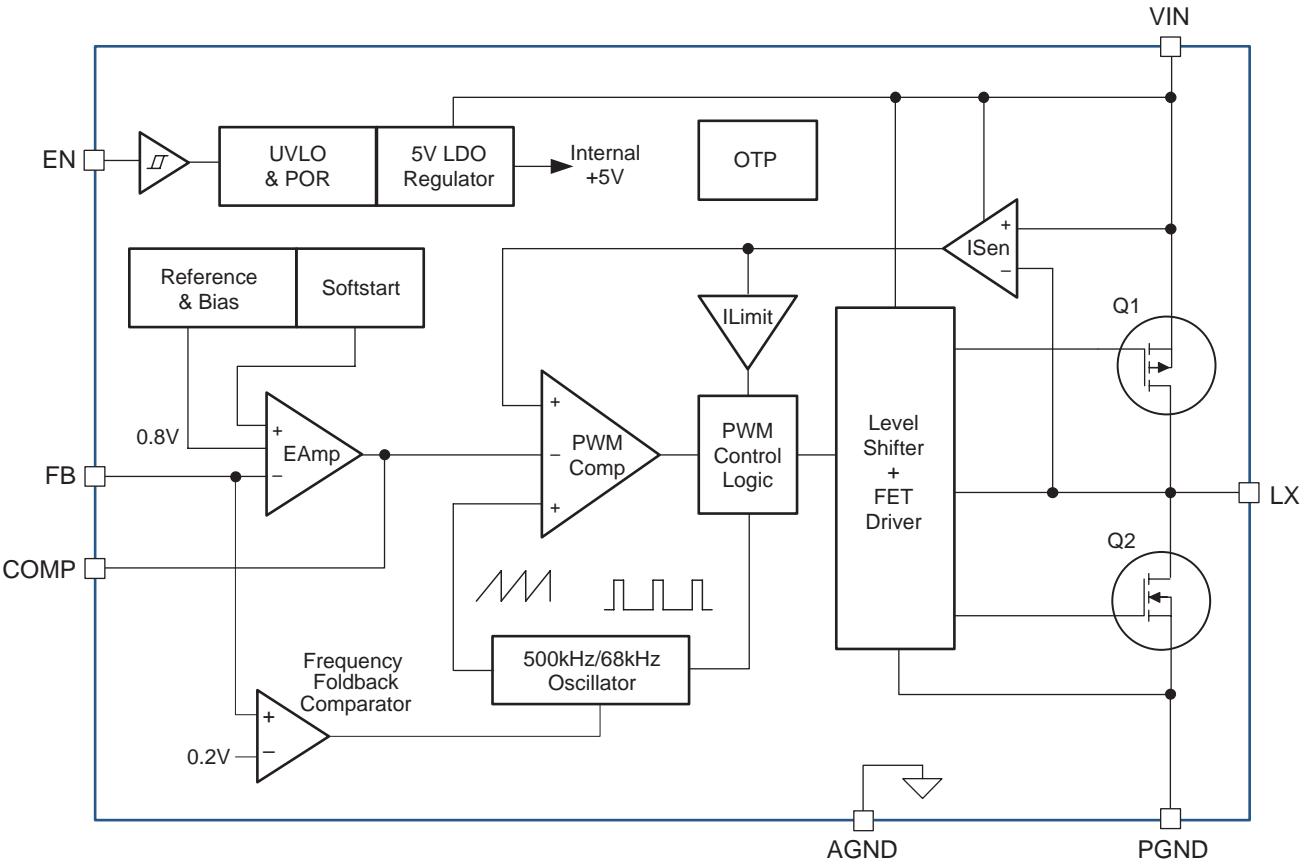 VIN
EN
UVLO
& POR
5V LDO
Regulator
Internal
+5V
OTP
Reference
& Bias
Softstart
+
ISen
–
ILimit
Q1
0.8V
+
EAmp
–
FB
+
–
PWM
Comp
+
PWM
Control
Logic
Level
Shifter
+
FET
Driver
LX
Q2
COMP
500kHz/68kHz
Oscillator
Frequency
Foldback
Comparator
+
0.2V
–
AGND
PGND